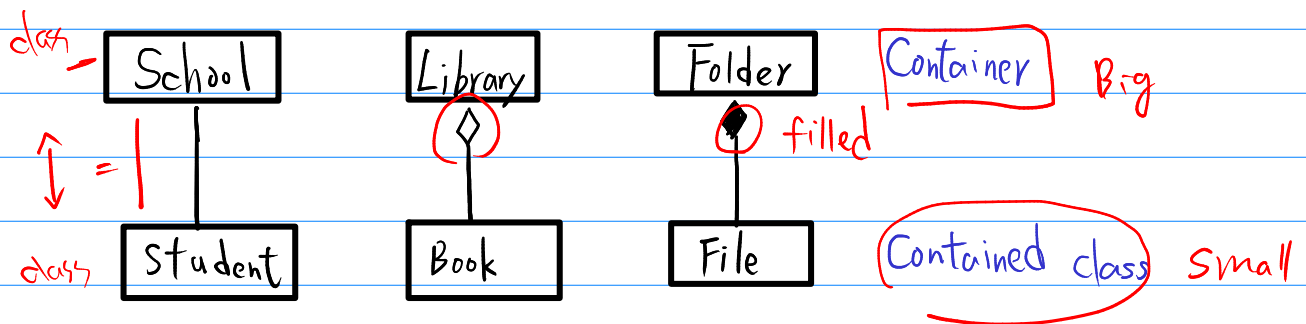 class
School Library Folder Container Big
filled
=
class Student Book File Contained class Small